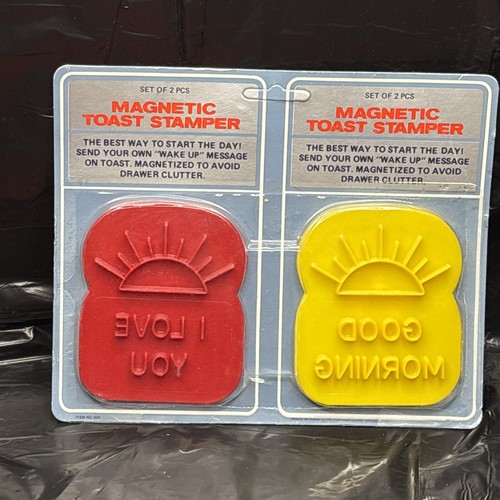 SET OF 2 PCS
MAGNETIC
TOAST STAMPER
THE BEST WAY TO START THE DAY!
SEND YOUR OWN "WAKE UP" MESSAGE
ON TOAST. MAGNETIZED TO AVOID
DRAWER CLUTTER.
I LOVE
YOU
SET OF 2 PCS
MAGNETIC
TOAST STAMPER
THE BEST WAY TO START THE DAY!
SEND YOUR OWN "WAKE UP" MESSAGE
ON TOAST. MAGNETIZED TO AVOID
DRAWER CLUTTER.
GOOD
MORNING